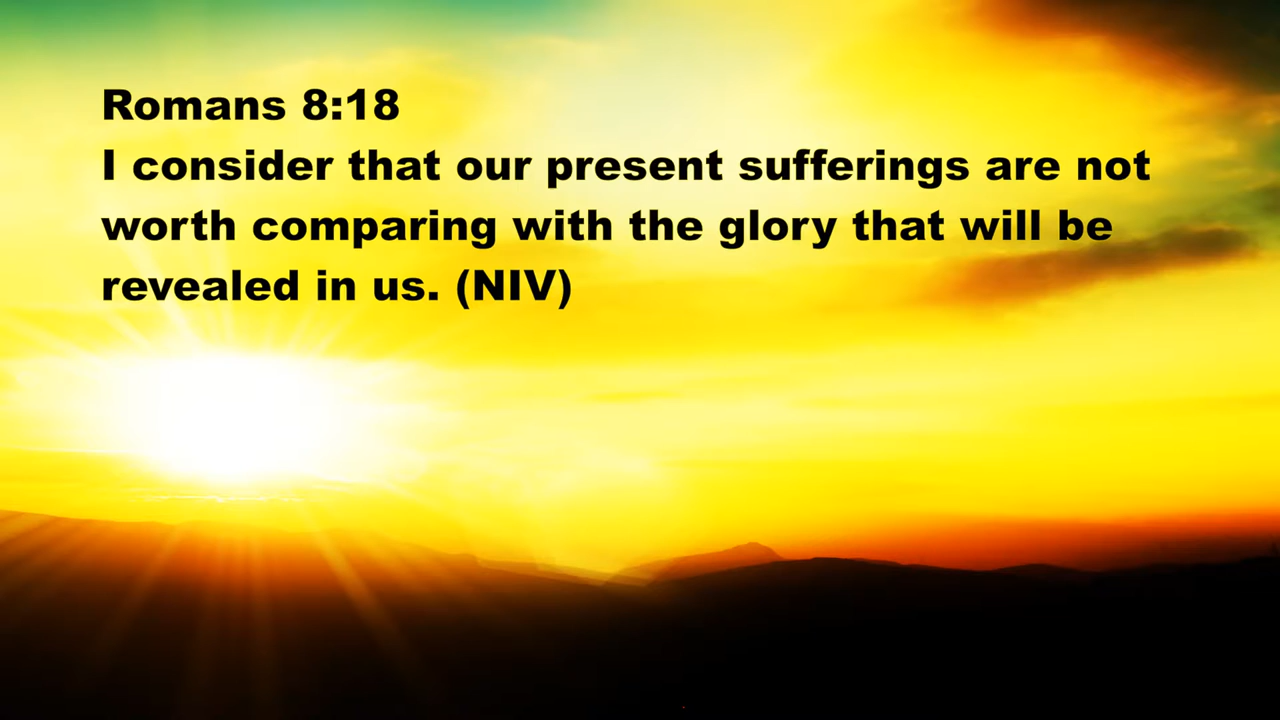 Romans 8:18
I consider that our present sufferings are not
worth comparing with the glory that will be
revealed in us. (NIV)